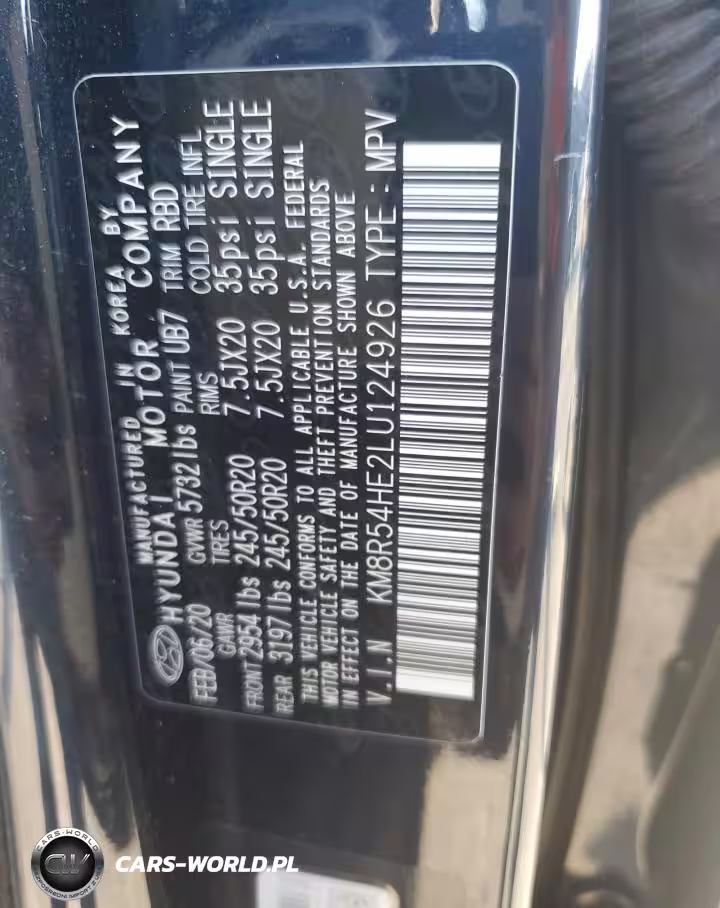 MANUFACTURED IN KOREA BY
HYUNDAI MOTOR COMPANY
FEB/06/20 GVWR 5732 lbs PAINT UB7 TRIM RBD
GAWR TIRES RIMS COLD TIRE INFL
FRONT 2954 lbs 245/50R20 7.5JX20 35psi SINGLE
REAR 3197 lbs 245/50R20 7.5JX20 35psi SINGLE
THIS VEHICLE CONFORMS TO ALL APPLICABLE U.S.A. FEDERAL
MOTOR VEHICLE SAFETY AND THEFT PREVENTION STANDARDS
IN EFFECT ON THE DATE OF MANUFACTURE SHOWN ABOVE
V.I.N KM8R54HE2LU124926 TYPE : MPV
CARS-WORLD
CW
CARS-WORLD.PL